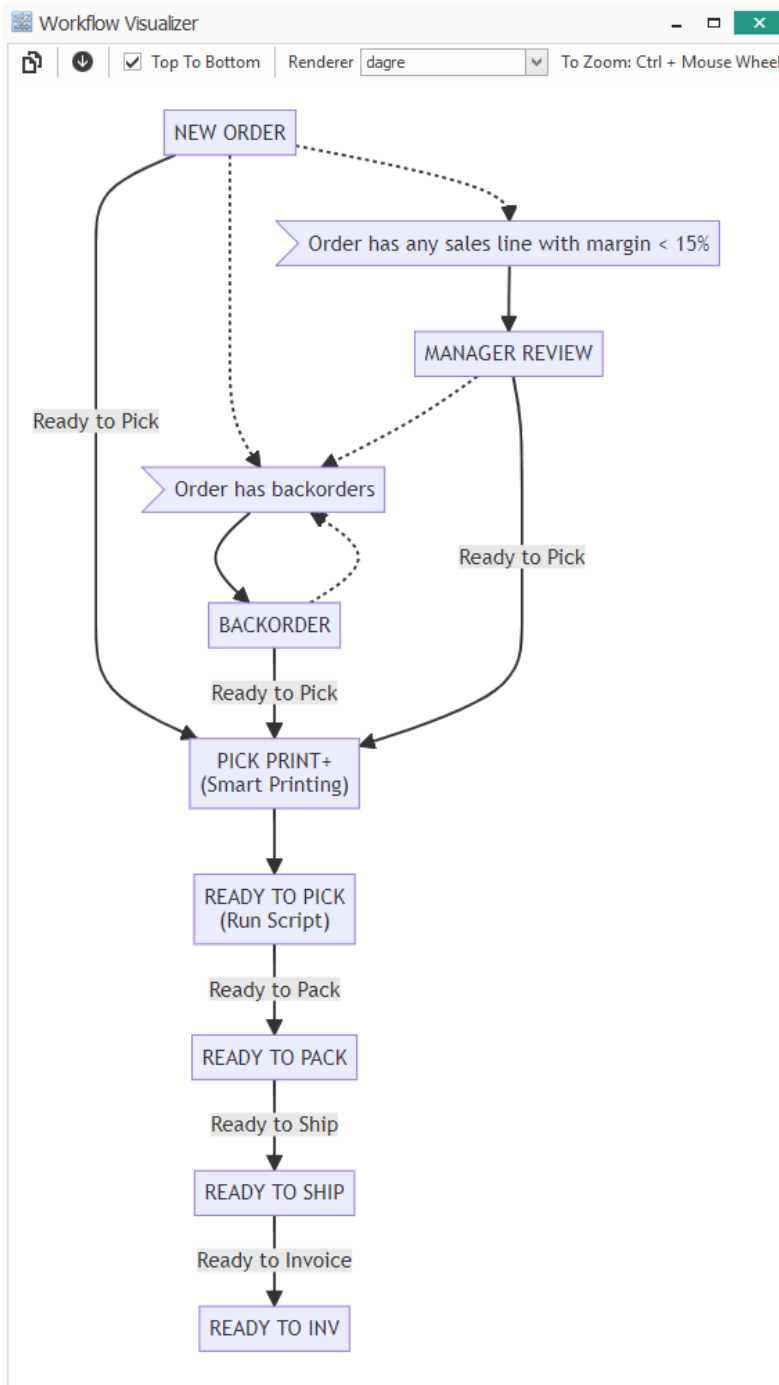 Workflow Visualizer
Top To Bottom
Renderer
dagre
To Zoom: Ctrl + Mouse Wheel
NEW ORDER
Order has any sales line with margin < 15%
MANAGER REVIEW
Ready to Pick
Order has backorders
Ready to Pick
BACKORDER
Ready to Pick
PICK PRINT+
(Smart Printing)
READY TO PICK
(Run Script)
Ready to Pack
READY TO PACK
Ready to Ship
READY TO SHIP
Ready to Invoice
READY TO INV